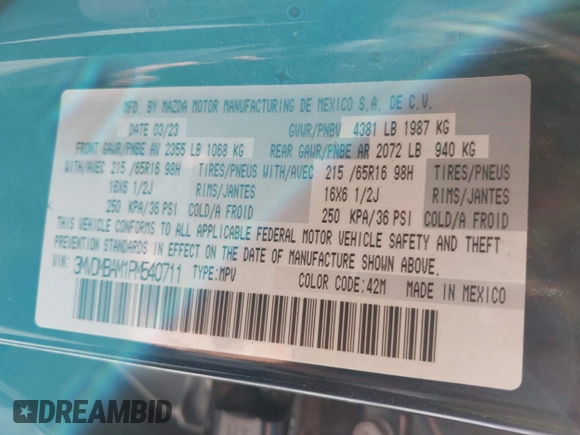 MFD. BY MAZDA MOTOR MANUFACTURING DE MEXICO S.A. DE C.V.
DATE 03/23 GVWR/PNBV 4381 LB 1987 KG
FRONT GAWR/PNBE AV 2355 LB 1068 KG REAR GAWR/PNBE AR 2072 LB 940 KG
WITH/AVEC 215 /65R16 98H TIRES/PNEUS WITH/AVEC 215 /65R16 98H TIRES/PNEUS
16X6 1/2J RIMS/JANTES 16X6 1/2J RIMS/JANTES
250 KPA/36 PSI COLD/A FROID 250 KPA/36 PSI COLD/A FROID
THIS VEHICLE CONFORMS TO ALL APPLICABLE FEDERAL MOTOR VEHICLE SAFETY AND THEFT
PREVENTION STANDARDS IN EFFECT ON THE DATE OF MANUFACTURE SHOWN ABOVE.
VIN: 3MVDMBAM1PM540711 TYPE:MPV COLOR CODE:42M MADE IN MEXICO
DREAMBID